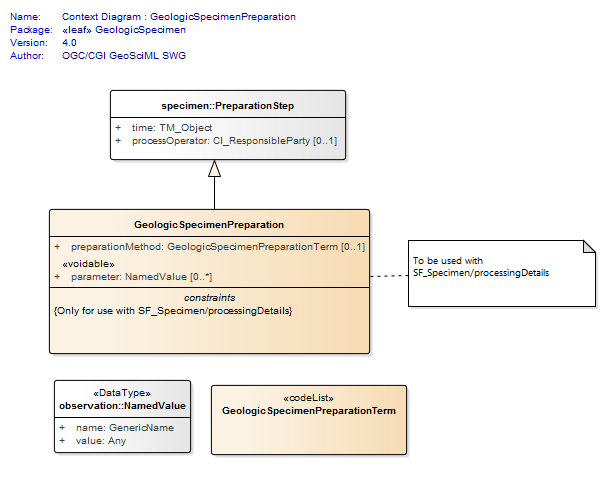 Name: Context Diagram : GeologicSpecimenPreparation
Package: «leaf» GeologicSpecimen
Version: 4.0
Author: OGC/CGI GeoSciML SWG
specimen::PreparationStep
+ time: TM_Object
+ processOperator: CI_ResponsibleParty [0..1]
GeologicSpecimenPreparation
+ preparationMethod: GeologicSpecimenPreparationTerm [0..1]
«voidable»
+ parameter: NamedValue [0..*]
constraints
{Only for use with SF_Specimen/processingDetails}
To be used with
SF_Specimen/processingDetails
«DataType»
observation::NamedValue
+ name: GenericName
+ value: Any
«codeList»
GeologicSpecimenPreparationTerm